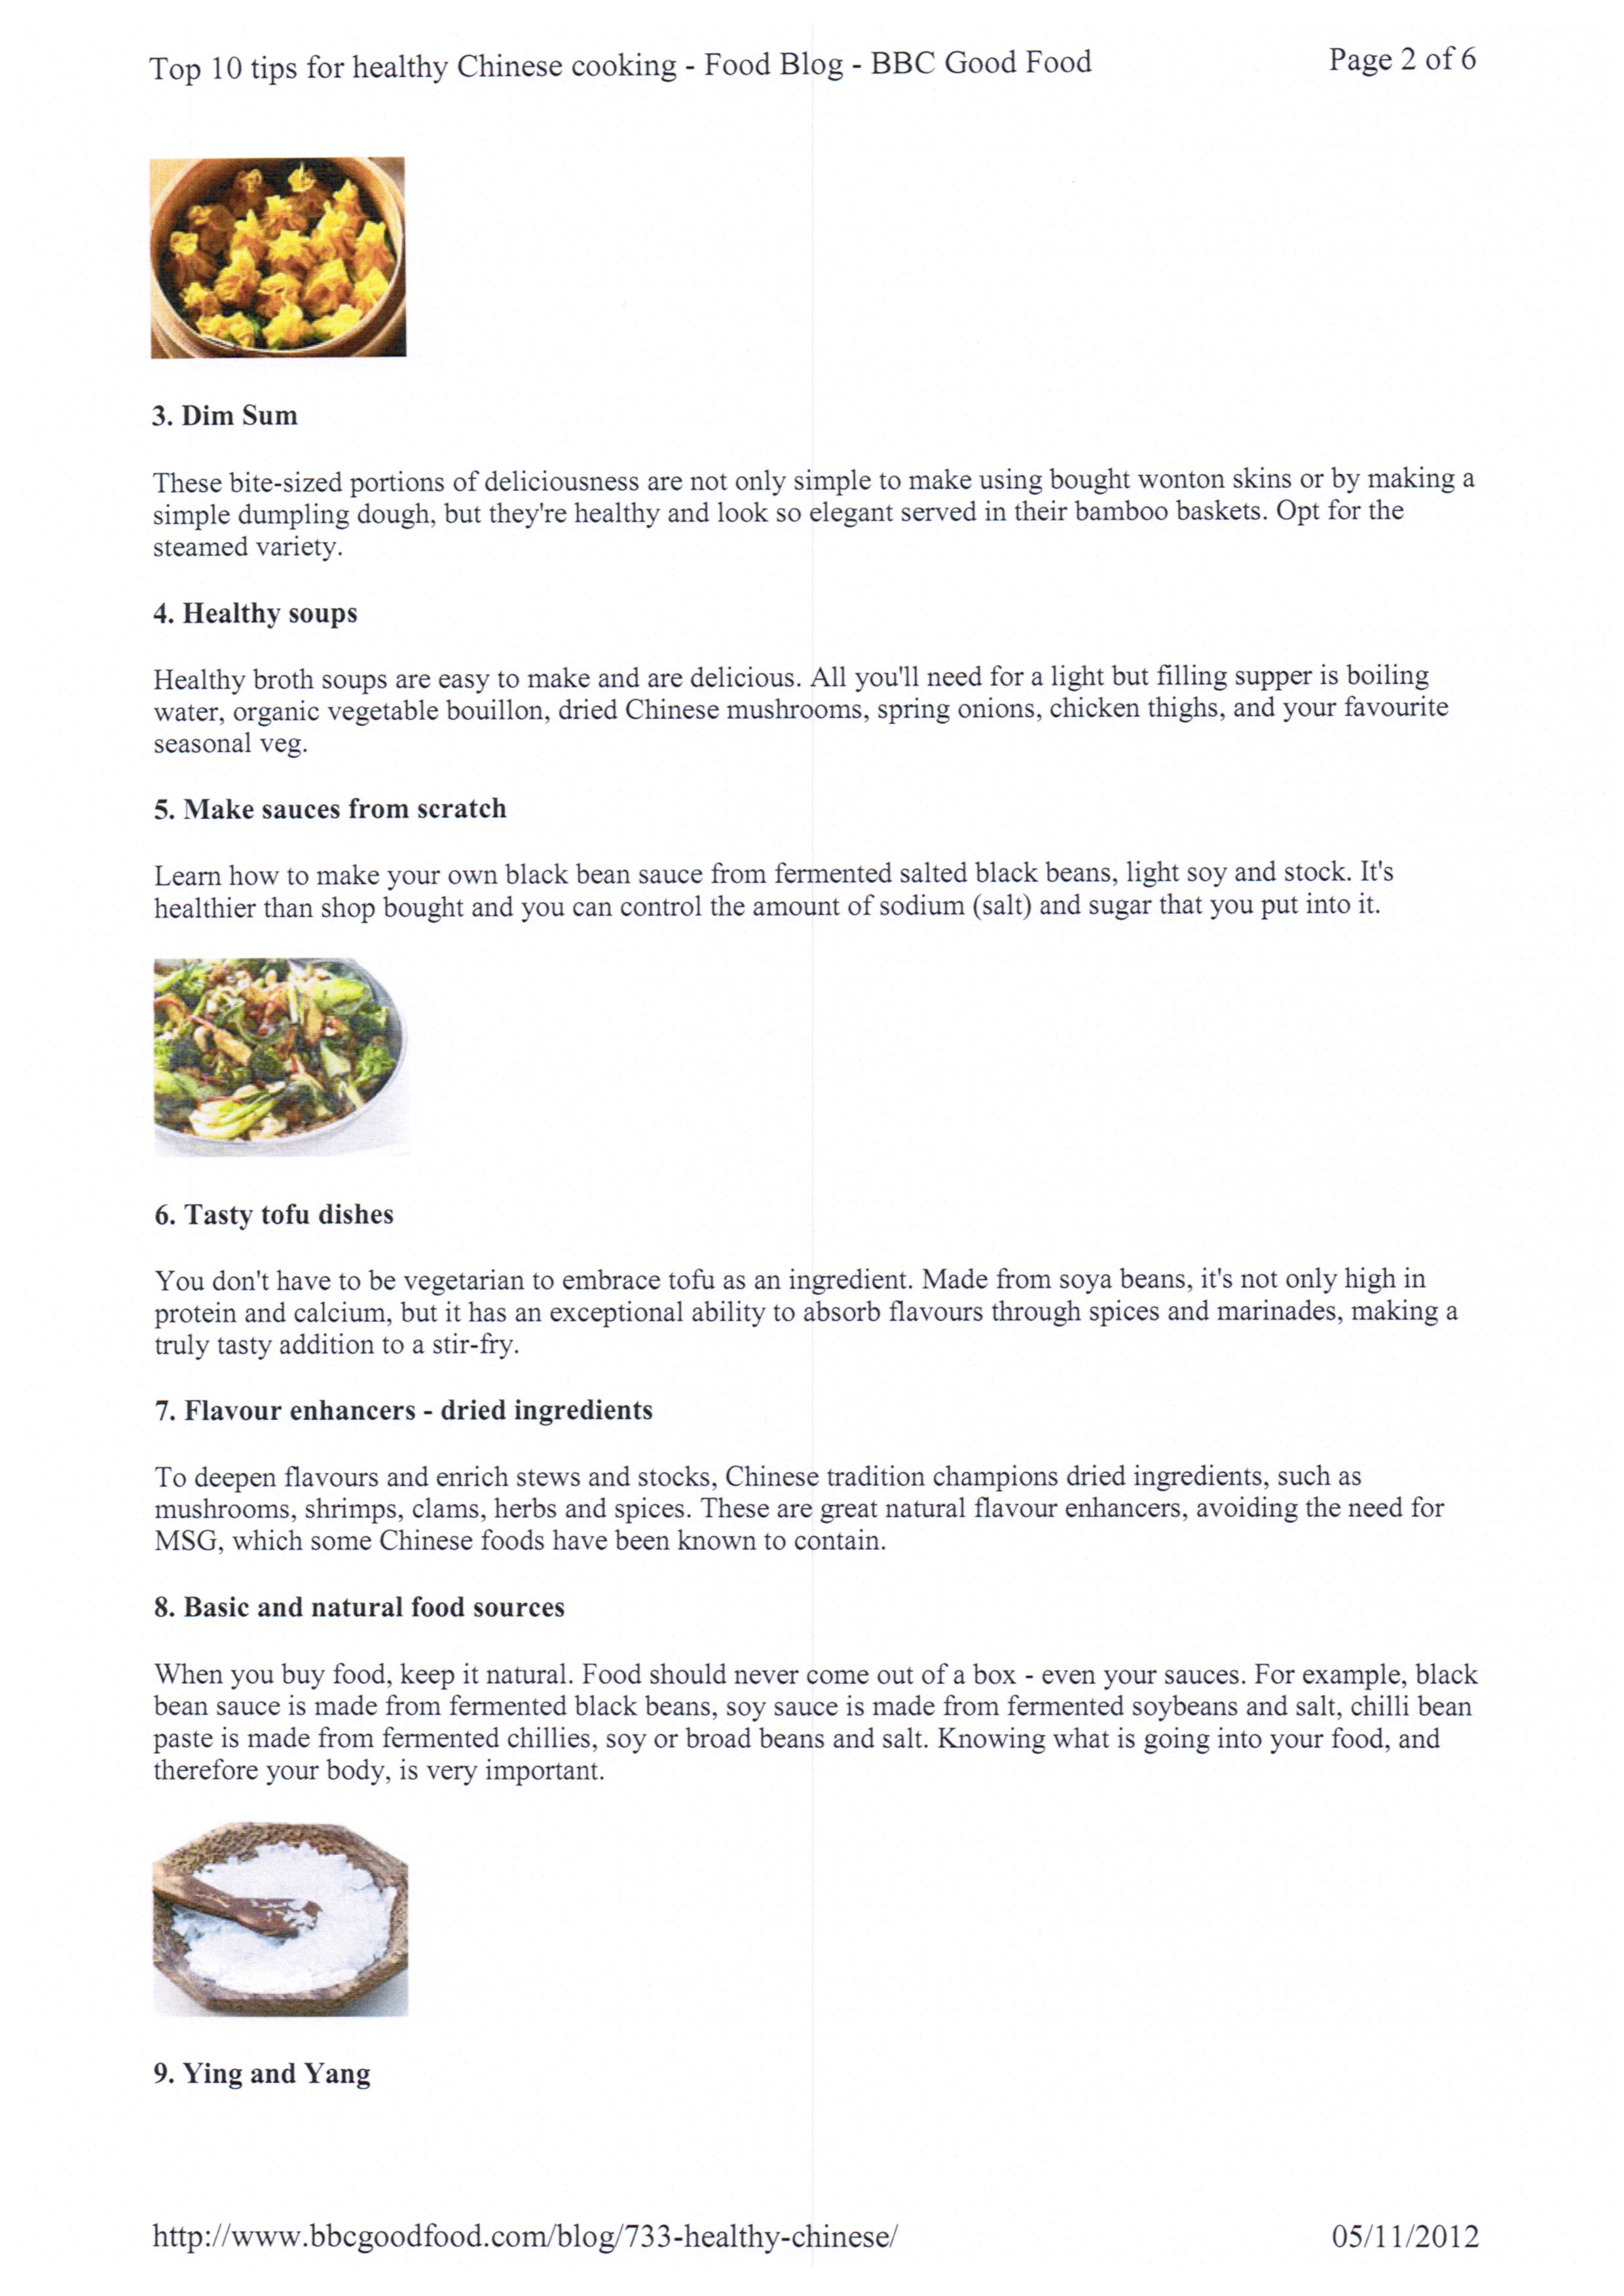 Top 10 tips for healthy Chinese cooking - Food Blog - BBC Good Food
Page 2 of 6
3. Dim Sum
These bite-sized portions of deliciousness are not only simple to make using bought wonton skins or by making a
simple dumpling dough, but they're healthy and look so elegant served in their bamboo baskets. Opt for the
steamed variety.
4. Healthy soups
Healthy broth soups are easy to make and are delicious. All you'll need for a light but filling supper is boiling
water, organic vegetable bouillon, dried Chinese mushrooms, spring onions, chicken thighs, and your favourite
seasonal veg.
5. Make sauces from scratch
Learn how to make your own black bean sauce from fermented salted black beans, light soy and stock. It's
healthier than shop bought and you can control the amount of sodium (salt) and sugar that you put into it.
6. Tasty tofu dishes
You don't have to be vegetarian to embrace tofu as an ingredient. Made from soya beans, it's not only high in
protein and calcium, but it has an exceptional ability to absorb flavours through spices and marinades, making a
truly tasty addition to a stir-fry.
7. Flavour enhancers - dried ingredients
To deepen flavours and enrich stews and stocks, Chinese tradition champions dried ingredients, such as
mushrooms, shrimps, clams, herbs and spices. These are great natural flavour enhancers, avoiding the need for
MSG, which some Chinese foods have been known to contain.
8. Basic and natural food sources
When you buy food, keep it natural. Food should never come out of a box - even your sauces. For example, black
bean sauce is made from fermented black beans, soy sauce is made from fermented soybeans and salt, chilli bean
paste is made from fermented chillies, soy or broad beans and salt. Knowing what is going into your food, and
therefore your body, is very important.
9. Ying and Yang
http://www.bbcgoodfood.com/blog/733-healthy-chinese/
05/11/2012